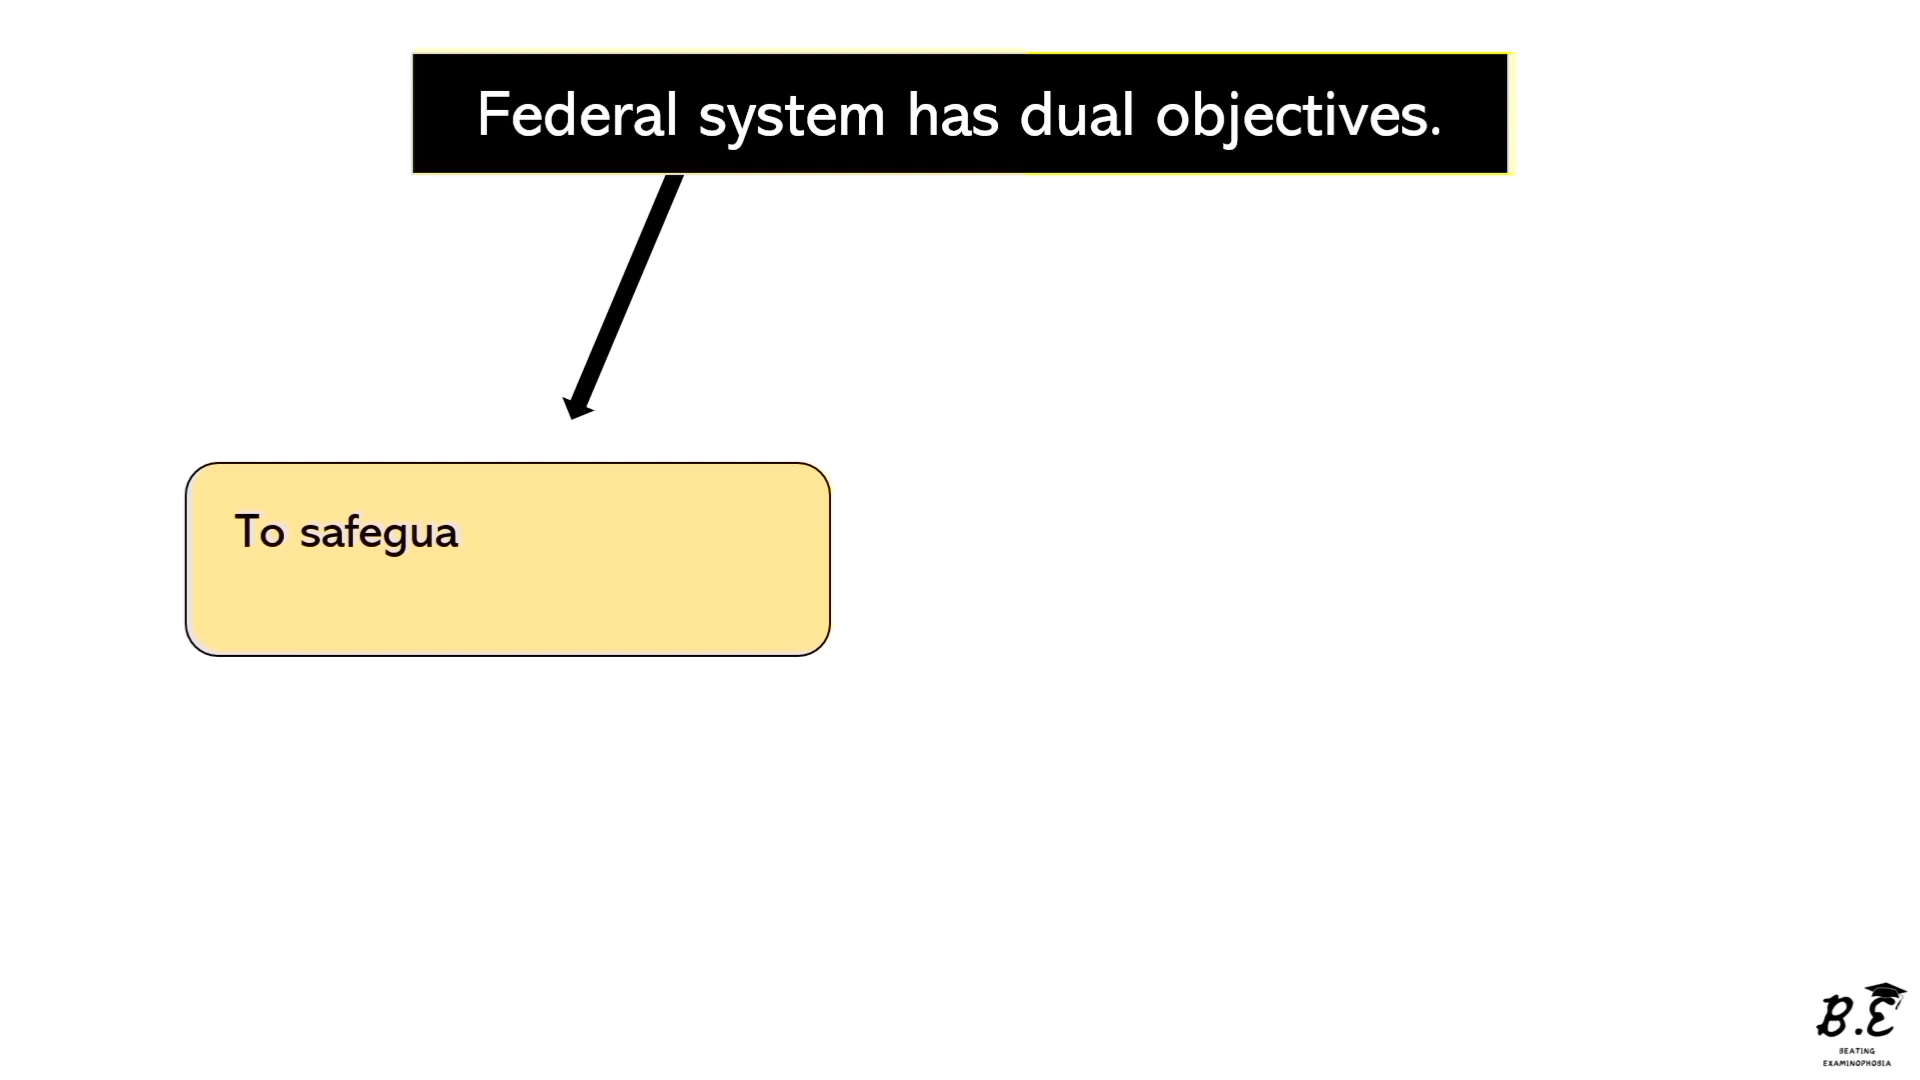 Federal system has dual objectives.
To safegua
B.E
BEATING
EXAMINOPHOBIA